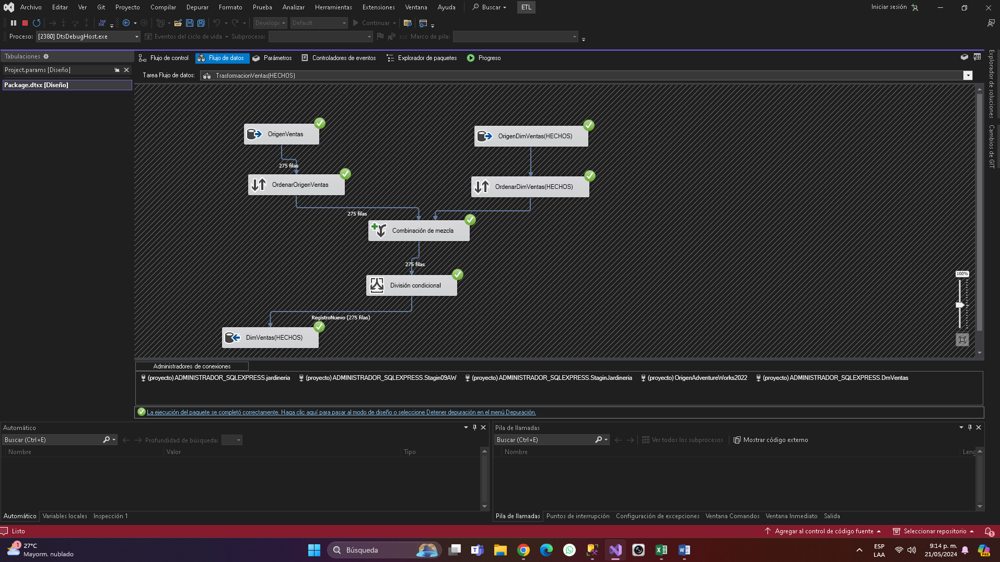 Archivo Editar Ver Git Proyecto Compilar Depurar Formato Prueba Analizar Herramientas Extensiones Ventana Ayuda Buscar ETL Iniciar sesión
Developi Default Continuar
Proceso: [2380] DtsDebugHost.exe Eventos del ciclo de vida Subproceso: Marco de pila:
Tabulaciones
Project.params [Diseño]
Package.dtsx [Diseño]
Flujo de control Flujo de datos Parámetros Controladores de eventos Explorador de paquetes Progreso
Tarea Flujo de datos: TrasformacionVentas(HECHOS)
Explorador de soluciones
Cambios de GIT
OrigenVentas
OrigenDimVentas(HECHOS)
275 filas
OrdenarOrigenVentas
OrdenarDimVentas(HECHOS)
275 filas
Combinación de mezcla
275 filas
División condicional
RegistroNuevo (275 filas)
DimVentas(HECHOS)
100%
Administradores de conexiones
(proyecto) ADMINISTRADOR_SQLEXPRESS.jardineria (proyecto) ADMINISTRADOR_SQLEXPRESS.Stagin09AW (proyecto) ADMINISTRADOR_SQLEXPRESS.StaginJardineria (proyecto) OrigenAdventureWorks2022 (proyecto) ADMINISTRADOR_SQLEXPRESS.DmVentas
La ejecución del paquete se completó correctamente. Haga clic aquí para pasar al modo de diseño o seleccione Detener depuración en el menú Depuración.
Automático
Buscar (Ctrl+E) Profundidad de búsqueda:
Nombre Valor Tipo
Automático Variables locales Inspección 1
Pila de llamadas
Buscar (Ctrl+E) Ver todos los subprocesos Mostrar código externo
Nombre Leng
Pila de llamadas Puntos de interrupción Configuración de excepciones Ventana Comandos Ventana Inmediato Salida
Listo Agregar al control de código fuente Seleccionar repositorio 1
1 27°C
Mayorm. nublado
Búsqueda
ESP
LAA
9:14 p. m.
21/05/2024
PRE